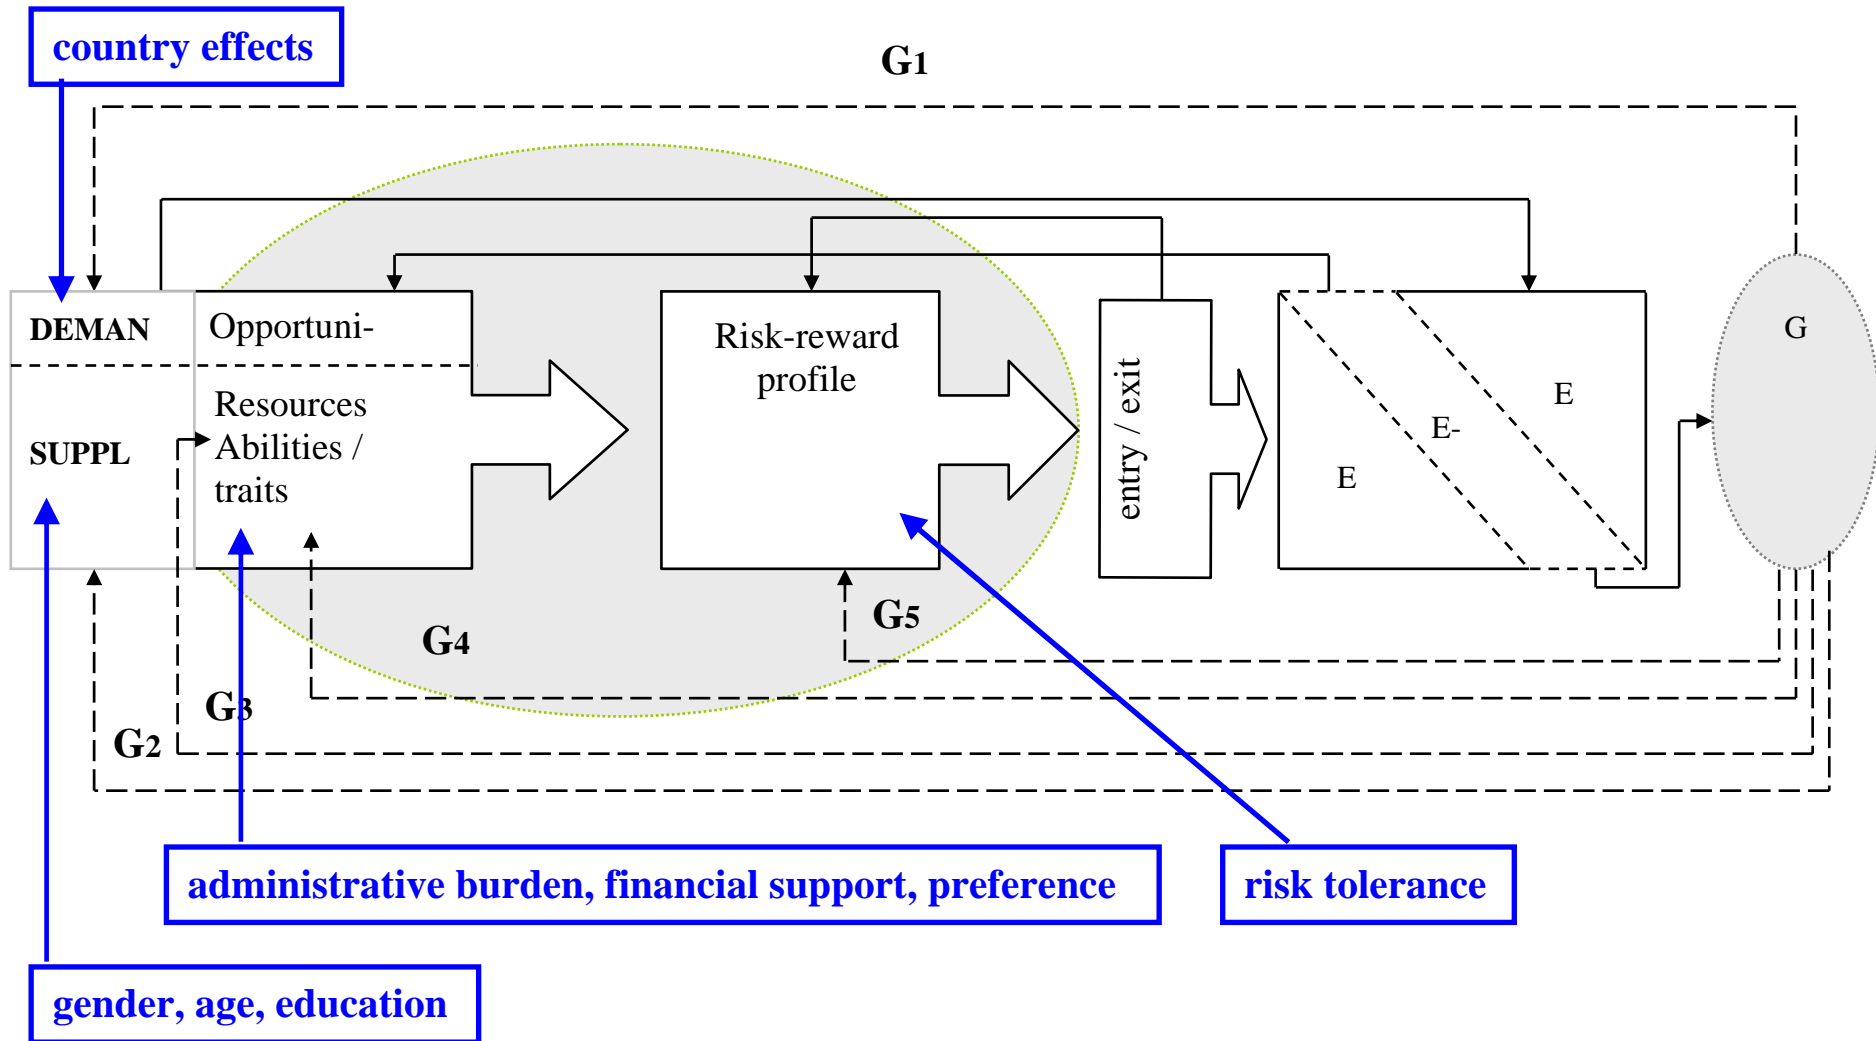 country effects
G1
DEMAN
Opportuni-
Risk-reward
profile
G
E
Resources
Abilities /
traits
SUPPL
entry / exit
E-
E
G5
G4
G3
G2
administrative burden, financial support, preference
risk tolerance
gender, age, education